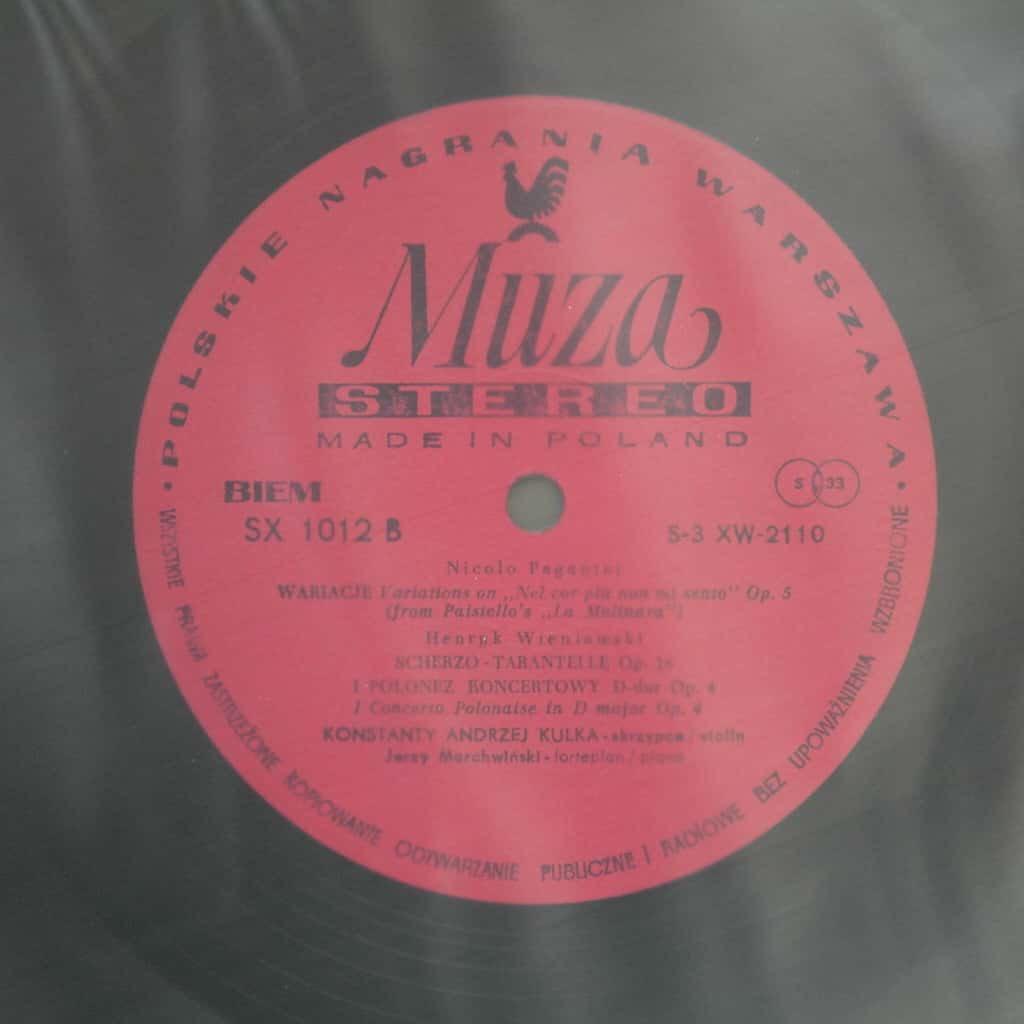 • POLSKIE NAGRANIA WARSZAWA •
Muza
STEREO
MADE IN POLAND
BIEM
S 33
SX 1012 B
S-3 XW-2110
Nicolo Paganini
WARIACJE Variations on „Nel cor più non mi sento" Op. 5
(from Paisiello's „La Molinara")
Henryk Wieniawski
SCHERZO-TARANTELLE Op. 16
I POLONEZ KONCERTOWY D-dur Op. 4
I Concerto Polonaise in D major Op. 4
KONSTANTY ANDRZEJ KULKA - skrzypce / violin
Jerzy Marchwiński - fortepian / piano
WSZYSTKIE PRAWA ZASTRZEŻONE KOPIOWANIE ODTWARZANIE PUBLICZNE I RADIOWE BEZ UPOWAŻNIENIA WZBRONIONE